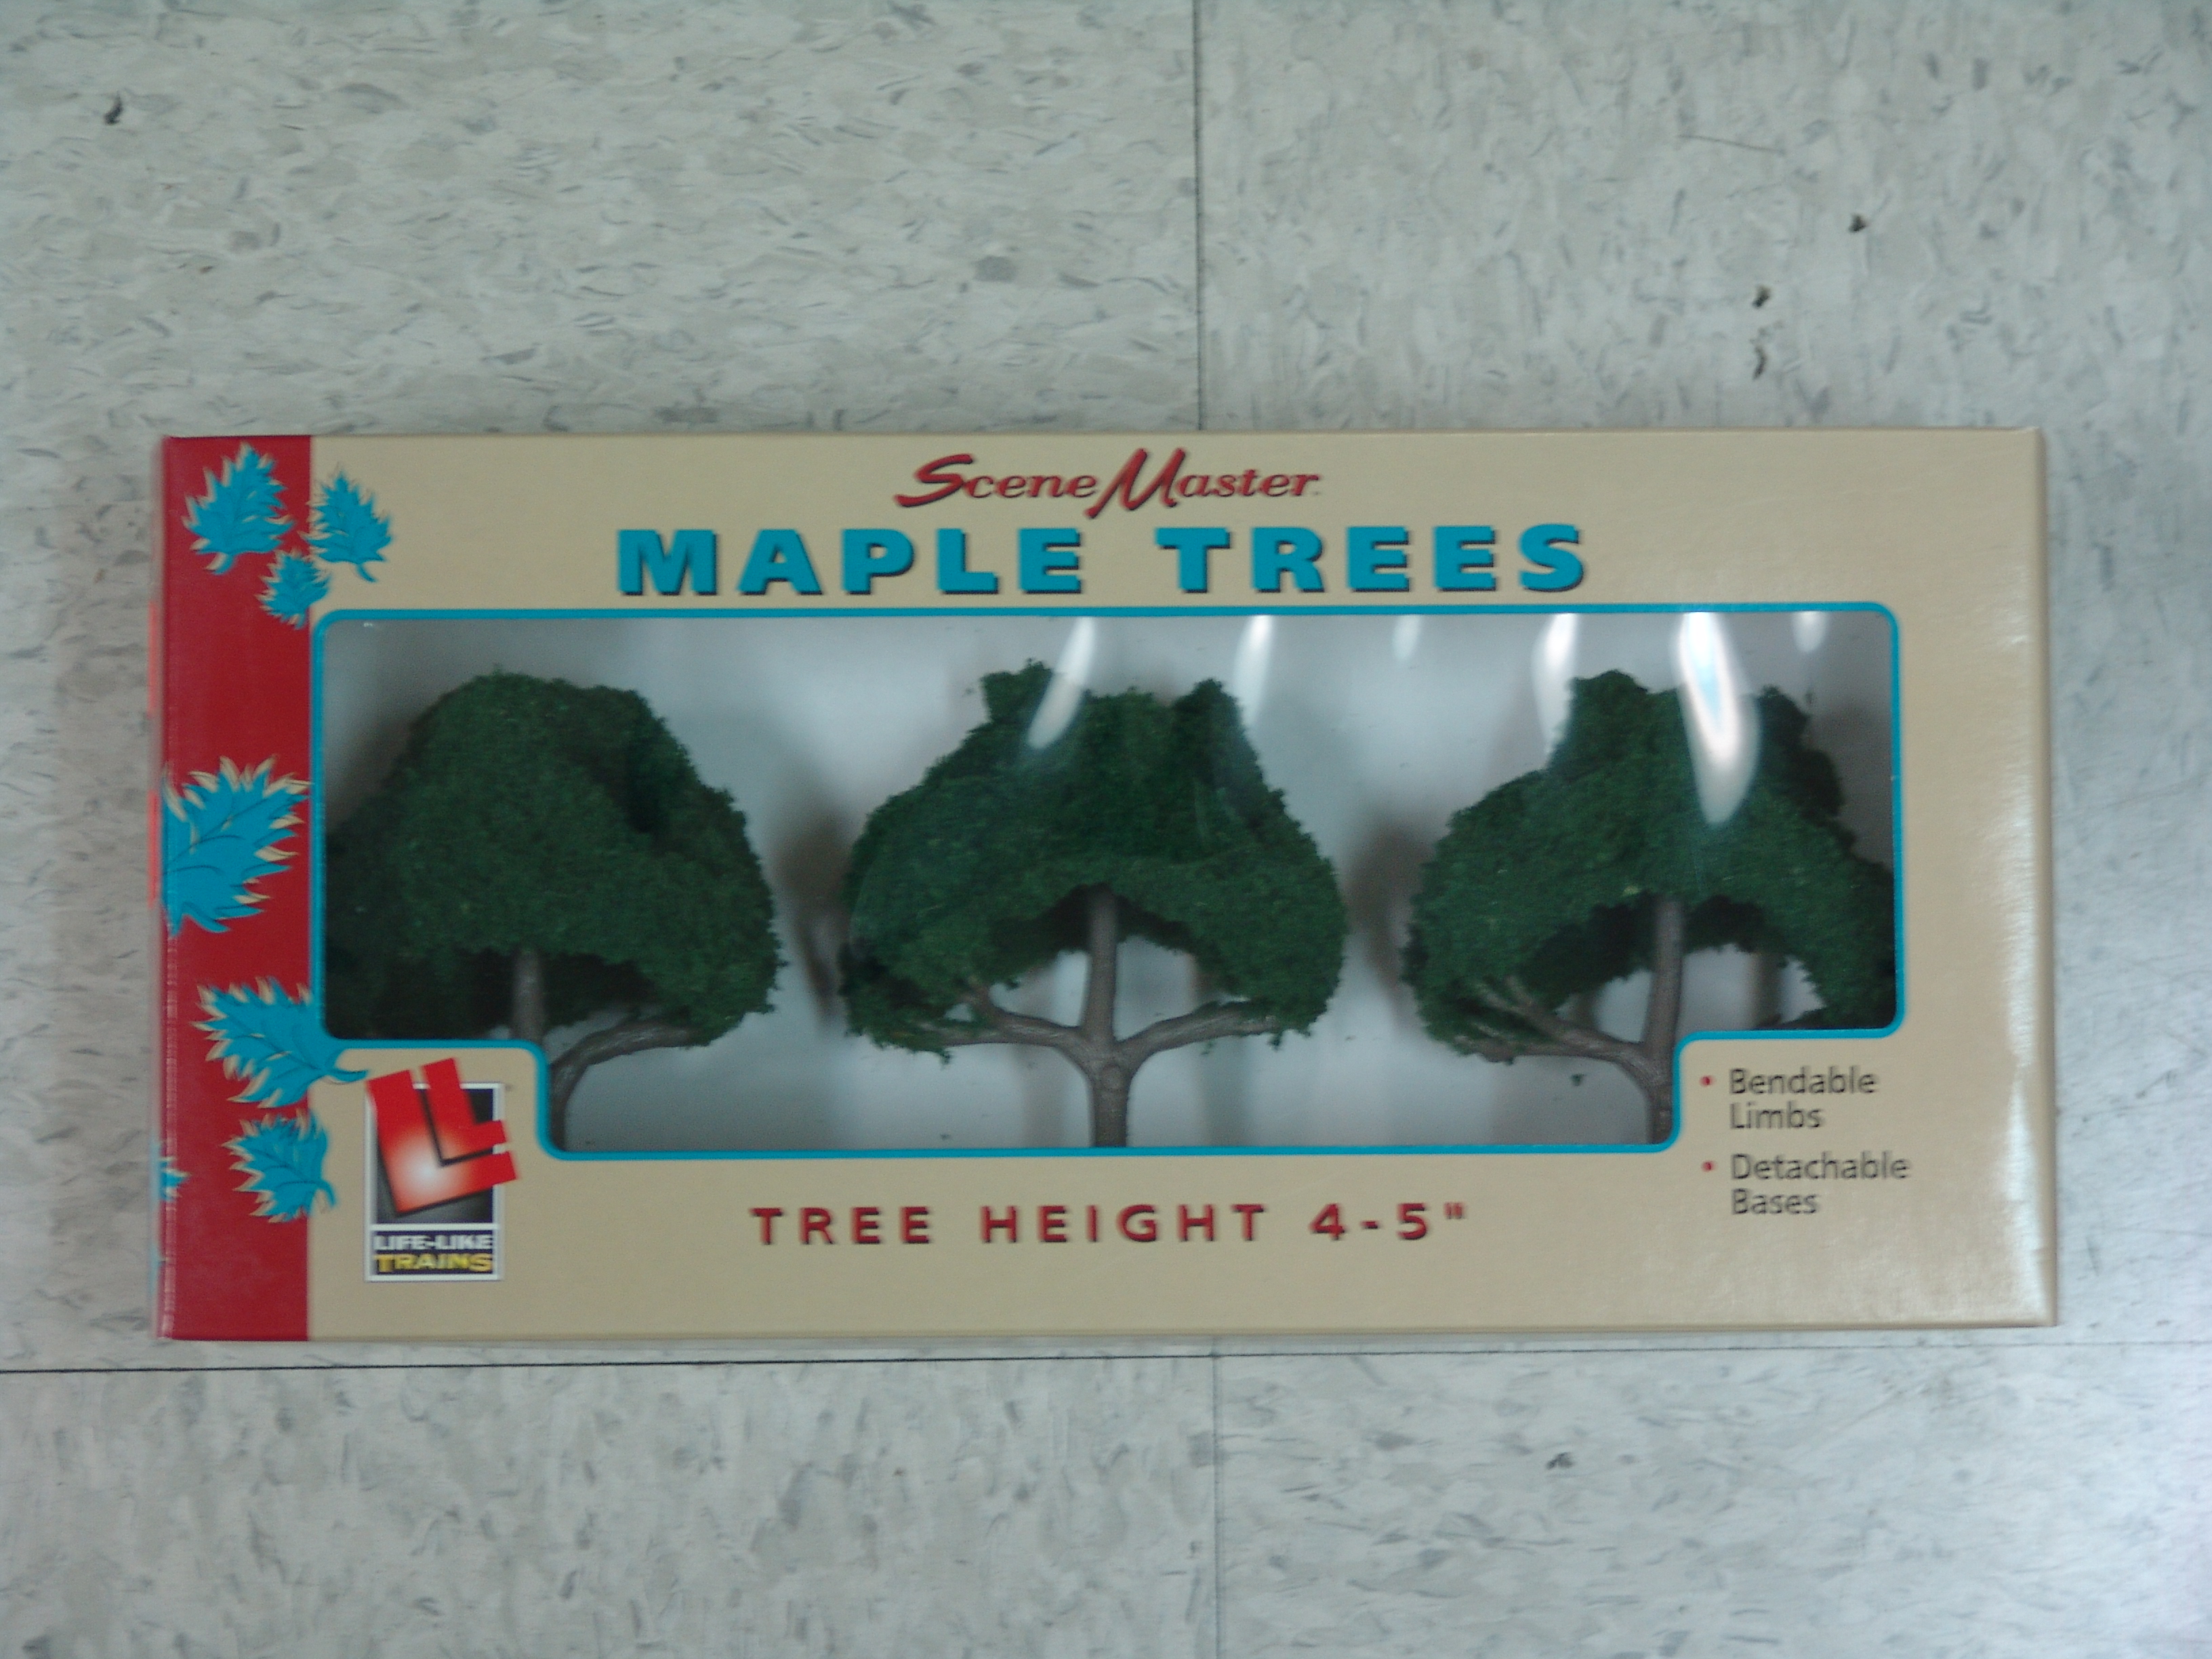 SceneMaster
MAPLE TREES
• Bendable
Limbs
• Detachable
Bases
TREE HEIGHT 4-5"
LIFE-LIKE
TRAINS